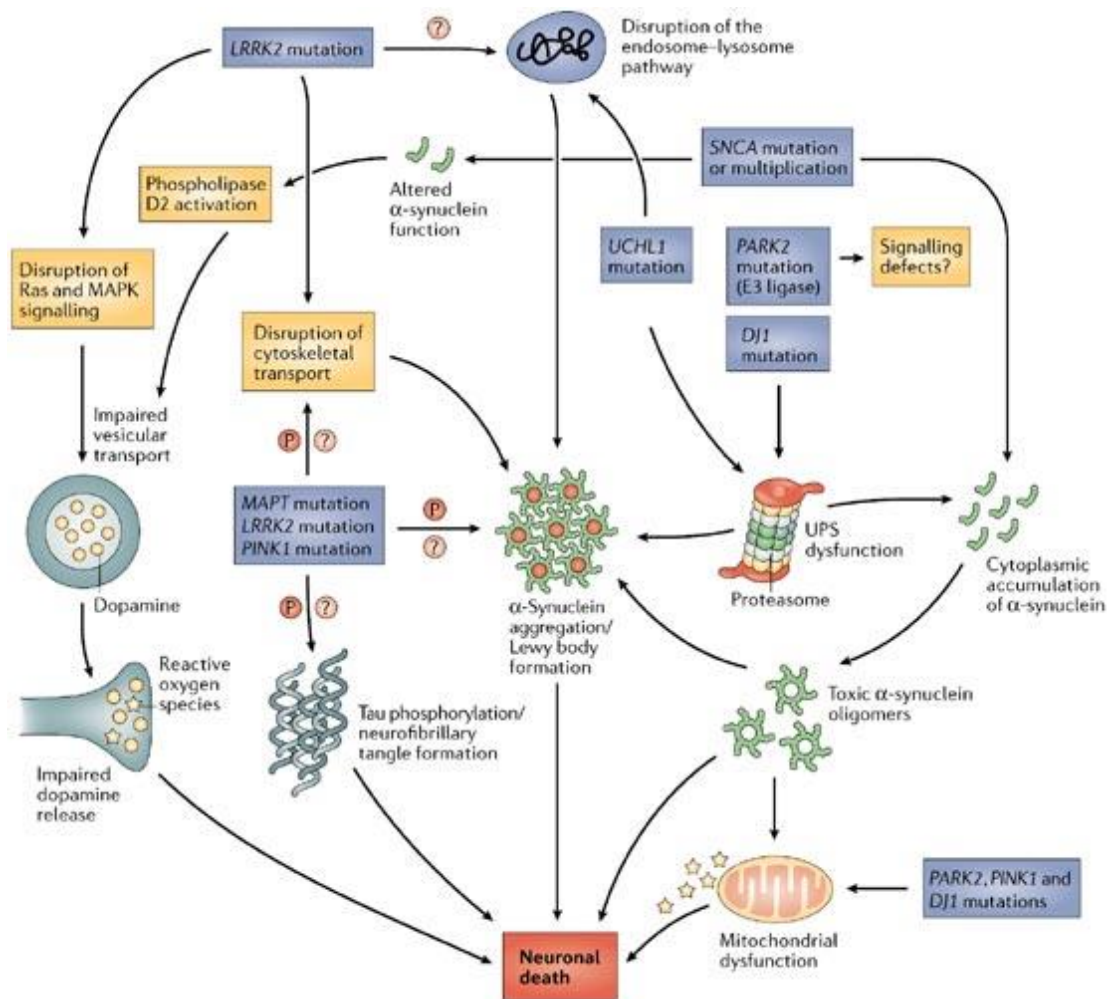 LRRK2 mutation
?
Disruption of the
endosome–lysosome
pathway
SNCA mutation
or multiplication
Phospholipase
D2 activation
Altered
α-synuclein
function
UCHL1
mutation
PARK2
mutation
(E3 ligase)
Signalling
defects?
Disruption of
Ras and MAPK
signalling
Disruption of
cytoskeletal
transport
DJ1
mutation
Impaired
vesicular
transport
P ?
MAPT mutation
LRRK2 mutation
PINK1 mutation
P
?
UPS
dysfunction
Proteasome
Cytoplasmic
accumulation
of α-synuclein
Dopamine
P ?
α-Synuclein
aggregation/
Lewy body
formation
Reactive
oxygen
species
Tau phosphorylation/
neurofibrillary
tangle formation
Toxic α-synuclein
oligomers
Impaired
dopamine
release
PARK2, PINK1 and
DJ1 mutations
Mitochondrial
dysfunction
Neuronal
death